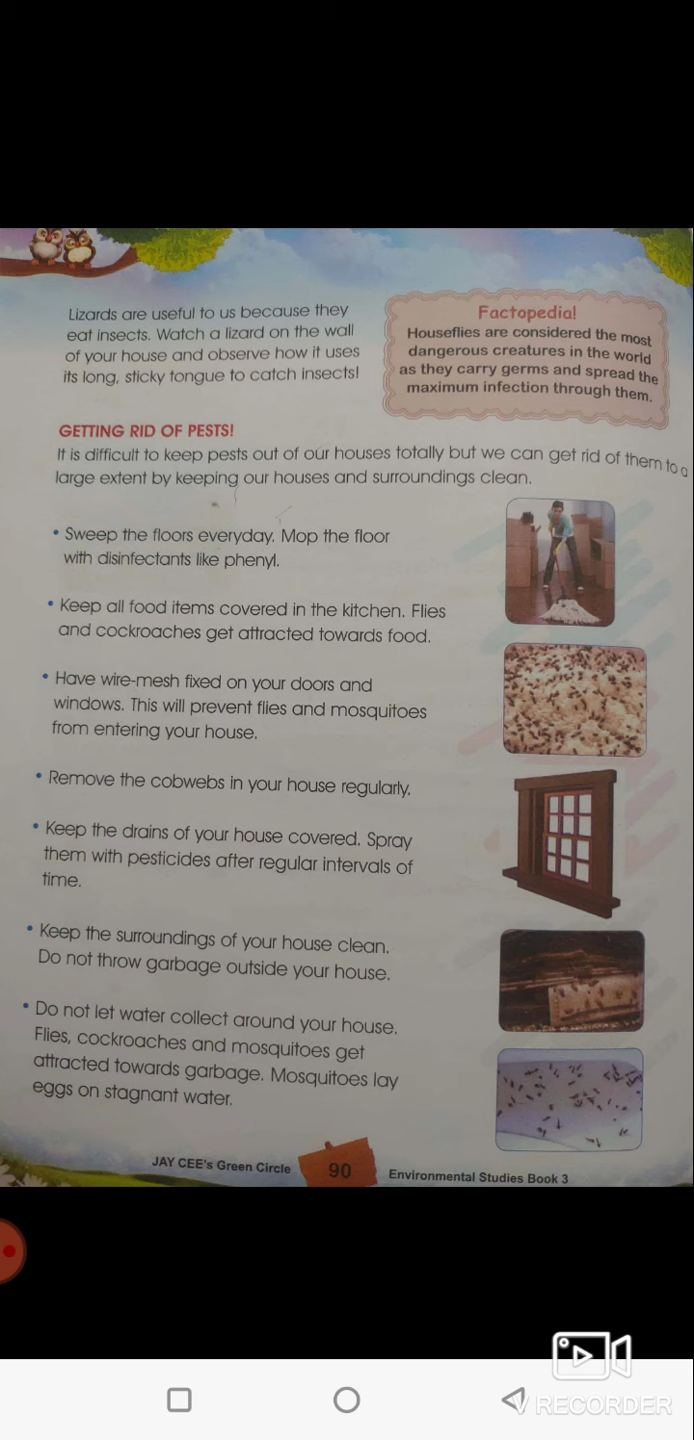 Lizards are useful to us because they
eat insects. Watch a lizard on the wall
of your house and observe how it uses
its long, sticky tongue to catch insects!
Factopedia!
Houseflies are considered the most
dangerous creatures in the world
as they carry germs and spread the
maximum infection through them.
GETTING RID OF PESTS!
It is difficult to keep pests out of our houses totally but we can get rid of them to a
large extent by keeping our houses and surroundings clean.
• Sweep the floors everyday. Mop the floor
with disinfectants like phenyl.
• Keep all food items covered in the kitchen. Flies
and cockroaches get attracted towards food.
• Have wire-mesh fixed on your doors and
windows. This will prevent flies and mosquitoes
from entering your house.
• Remove the cobwebs in your house regularly.
• Keep the drains of your house covered. Spray
them with pesticides after regular intervals of
time.
• Keep the surroundings of your house clean.
Do not throw garbage outside your house.
• Do not let water collect around your house.
Flies, cockroaches and mosquitoes get
attracted towards garbage. Mosquitoes lay
eggs on stagnant water.
JAY CEE's Green Circle
90
Environmental Studies Book 3
V RECORDER